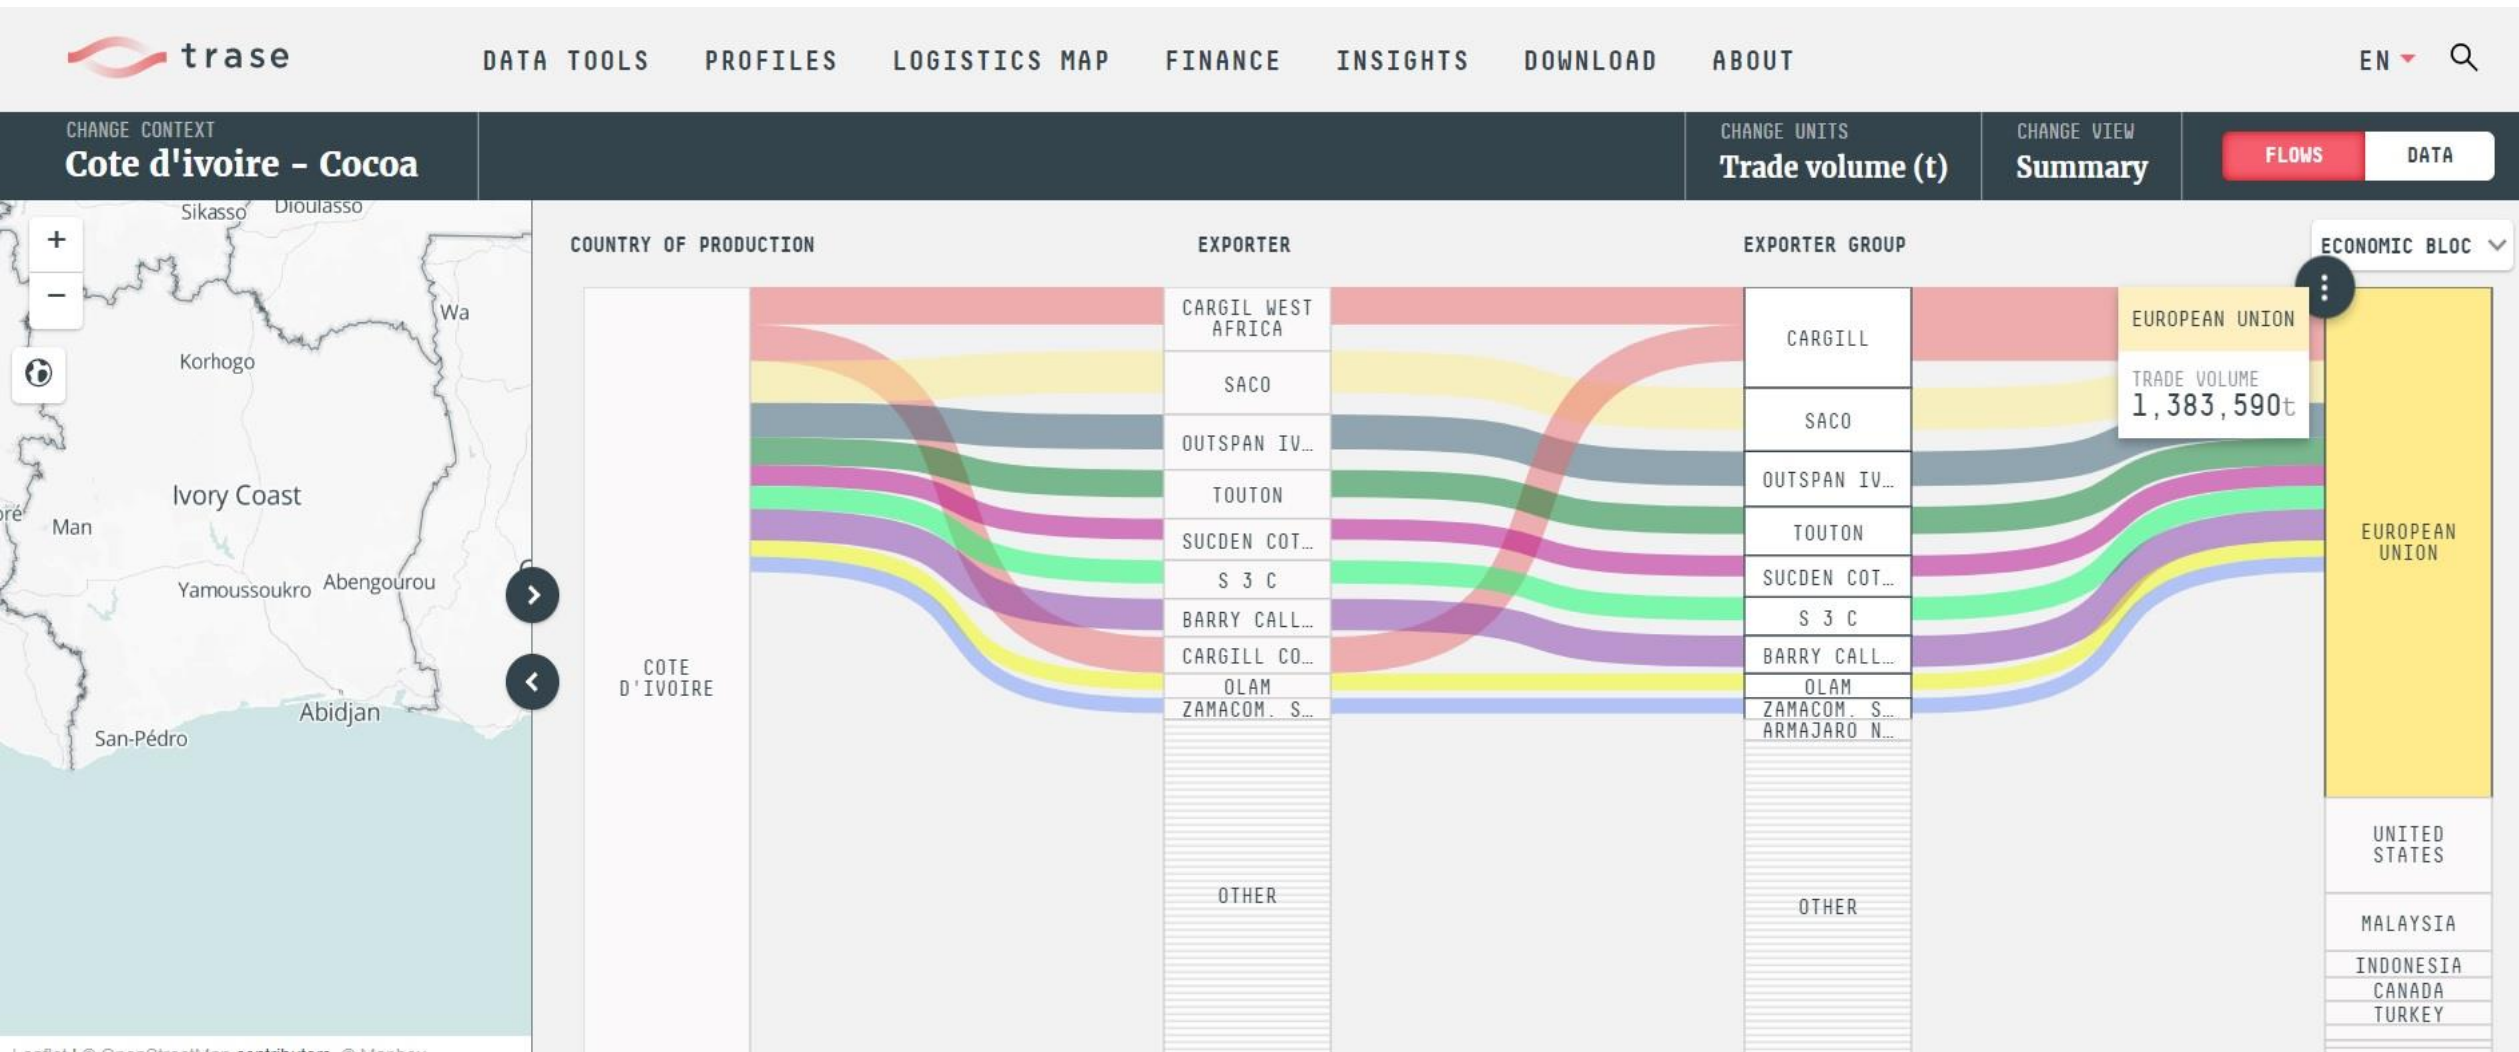 trase
DATA TOOLS
PROFILES
LOGISTICS MAP
FINANCE
INSIGHTS
DOWNLOAD
ABOUT
EN
CHANGE CONTEXT
Cote d'ivoire – Cocoa
CHANGE UNITS
Trade volume (t)
CHANGE VIEW
Summary
FLOWS
DATA
+
−
Sikasso
Dioulasso
Wa
Korhogo
Ivory Coast
Man
Yamoussoukro
Abengourou
Abidjan
San-Pédro
COUNTRY OF PRODUCTION
COTE
D'IVOIRE
EXPORTER
CARGIL WEST
AFRICA
SACO
OUTSPAN IV…
TOUTON
SUCDEN COT…
S 3 C
BARRY CALL…
CARGILL CO…
OLAM
ZAMACOM. S…
OTHER
EXPORTER GROUP
CARGILL
SACO
OUTSPAN IV…
TOUTON
SUCDEN COT…
S 3 C
BARRY CALL…
OLAM
ZAMACOM. S…
ARMAJARO N…
OTHER
ECONOMIC BLOC
EUROPEAN UNION
TRADE VOLUME
1,383,590t
EUROPEAN
UNION
UNITED
STATES
MALAYSIA
INDONESIA
CANADA
TURKEY